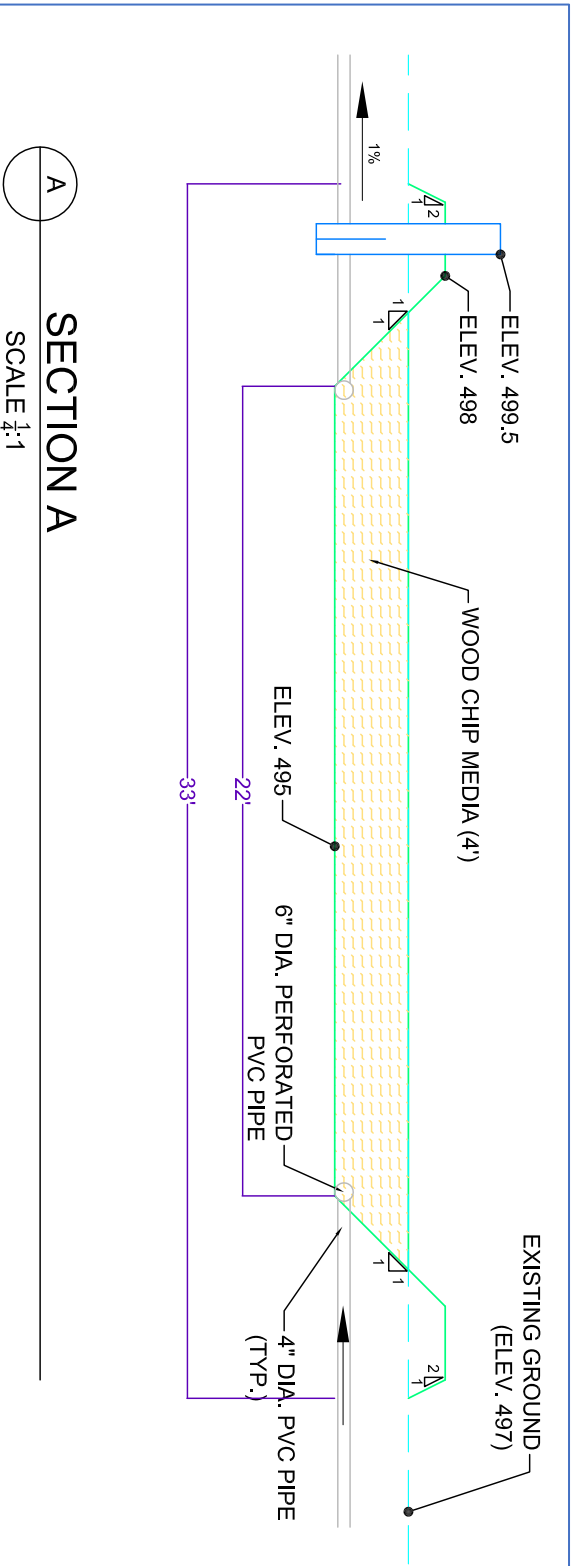 EXISTING GROUND
(ELEV. 497)
ELEV. 499.5
ELEV. 498
WOOD CHIP MEDIA (4')
1%
2
1
1
1
1
1
2
1
ELEV. 495
6" DIA. PERFORATED
PVC PIPE
4" DIA. PVC PIPE
(TYP.)
22'
33'
A
SECTION A
SCALE 1/4:1